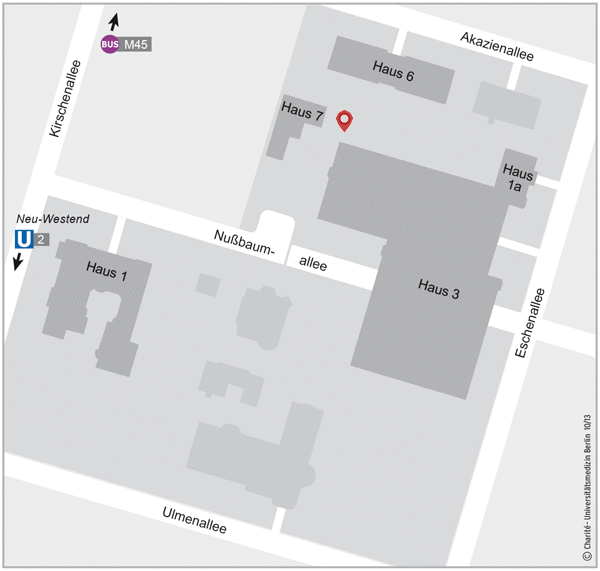 BUS M45
Akazienallee
Kirschenallee
Haus 6
Haus 7
Haus
1a
Neu-Westend
U 2
Nußbaum-
allee
Haus 1
Haus 3
Eschenallee
Ulmenallee
© Charité - Universitätsmedizin Berlin 10/13